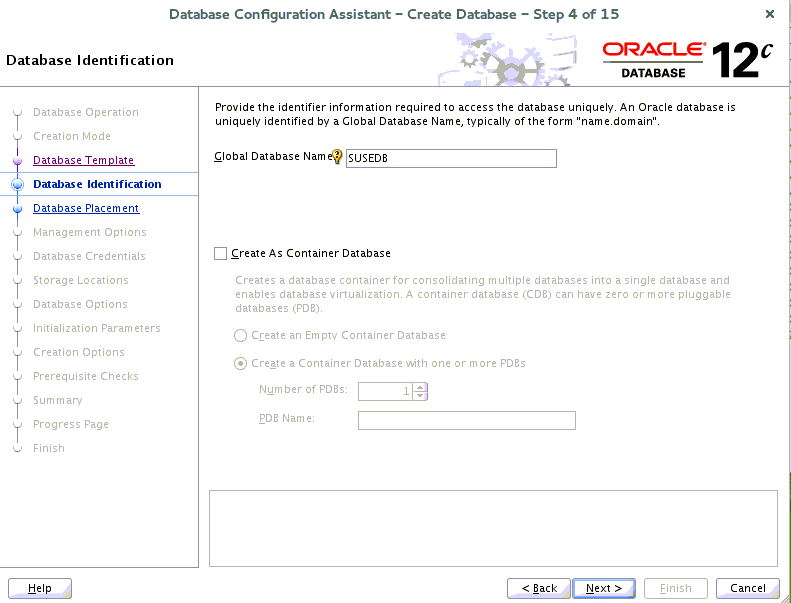 Database Configuration Assistant – Create Database – Step 4 of 15
Database Identification
ORACLE®
DATABASE 12c
Database Operation
Creation Mode
Database Template
Database Identification
Database Placement
Management Options
Database Credentials
Storage Locations
Database Options
Initialization Parameters
Creation Options
Prerequisite Checks
Summary
Progress Page
Finish
Provide the identifier information required to access the database uniquely. An Oracle database is
uniquely identified by a Global Database Name, typically of the form "name.domain".
Global Database Name SUSEDB
Create As Container Database
Creates a database container for consolidating multiple databases into a single database and
enables database virtualization. A container database (CDB) can have zero or more pluggable
databases (PDB).
Create an Empty Container Database
Create a Container Database with one or more PDBs
Number of PDBs: 1
PDB Name:
Help
< Back
Next >
Finish
Cancel